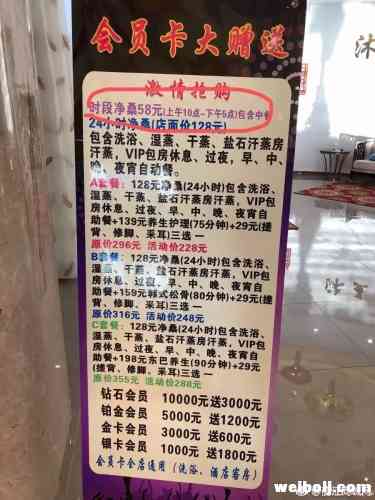 会员卡大赠送
激情抢购
时段净桑58元(上午10点-下午5点)包含中餐
24小时净桑(店面价128元)
包含洗浴、湿蒸、干蒸、盐石汗蒸房
汗蒸，VIP包房休息、过夜，早、中、
晚、夜宵自动餐。
A套餐：128元净桑(24小时)包含洗浴、
湿蒸、干蒸、盐石汗蒸房汗蒸，VIP包
房休息、过夜、早、中、晚、夜宵自
助餐+139元养生护理(75分钟)+29元(搓
背、修脚、采耳)三选一
原价296元 活动价228元
B套餐：128元净桑(24小时)包含洗浴、
湿蒸、干蒸、盐石汗蒸房汗蒸，VIP包
房休息、过夜、早、中、晚、夜宵自
助餐+159元韩式松骨(80分钟)+29元(搓
背、修脚、采耳)三选一
原价316元 活动价248元
C套餐：128元净桑(24小时)包含洗浴、
湿蒸、干蒸、盐石汗蒸房汗蒸，VIP包
房休息、过夜、早、中、晚、夜宵自
助餐+198元东巴养生(90分钟)+29元
(搓背、修脚、采耳)三选一
原价355元 活动价288元
钻石会员 10000元送3000元
铂金会员 5000元 送1200元
金卡会员 3000元 送600元
银卡会员 1000元 送1800元
会员卡全店通用（洗浴、酒店客房）
沐
weiboll.com